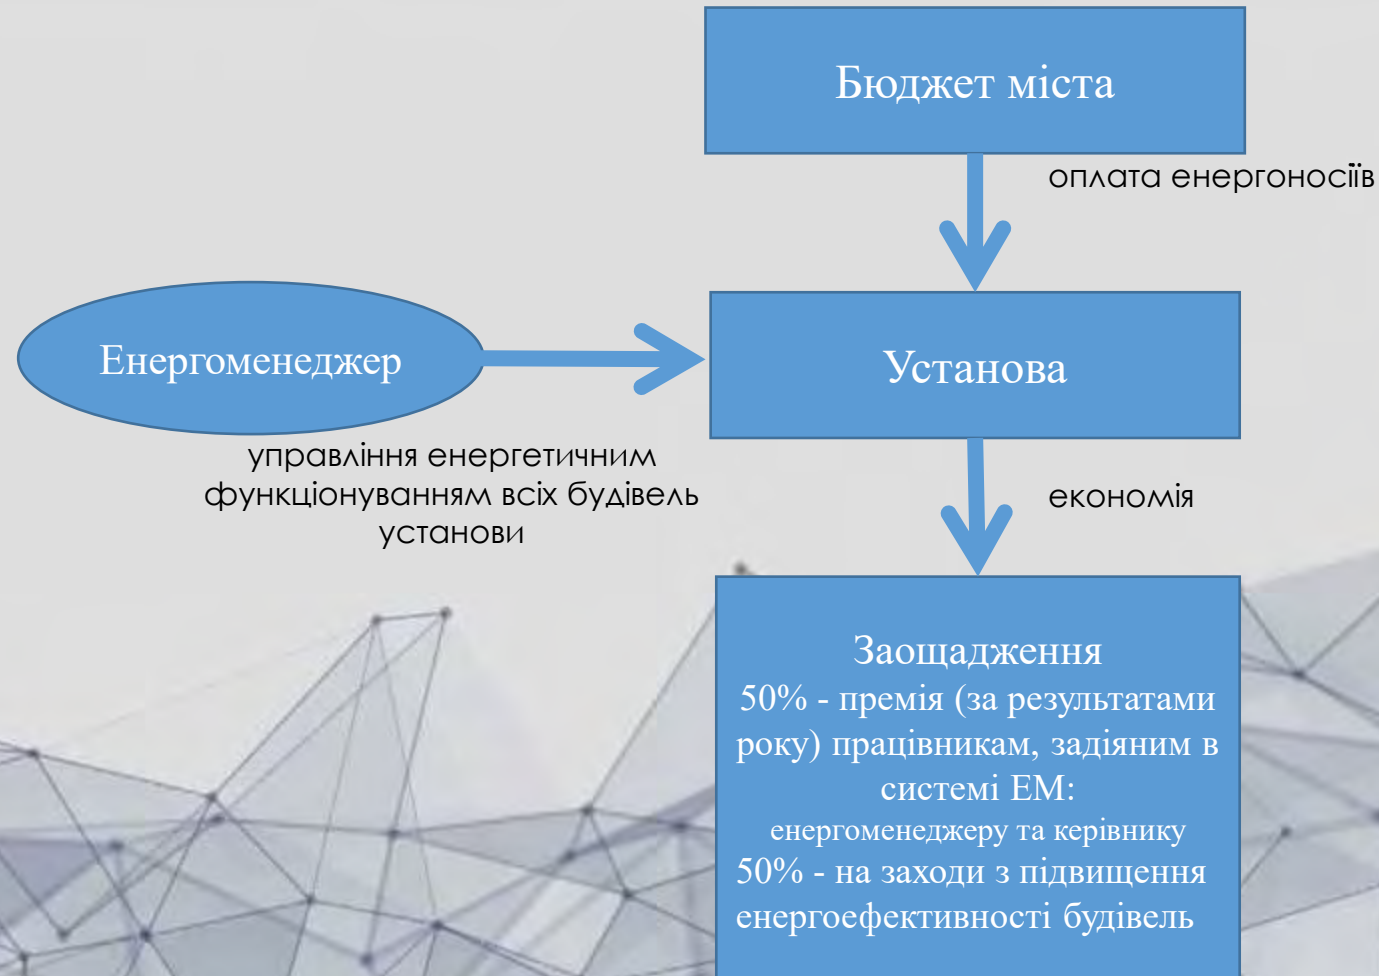 Бюджет міста
оплата енергоносіїв
Енергоменеджер
Установа
управління енергетичним
функціонуванням всіх будівель
установи
економія
Заощадження
50% - премія (за результатами
року) працівникам, задіяним в
системі ЕМ:
енергоменеджеру та керівнику
50% - на заходи з підвищення
енергоефективності будівель